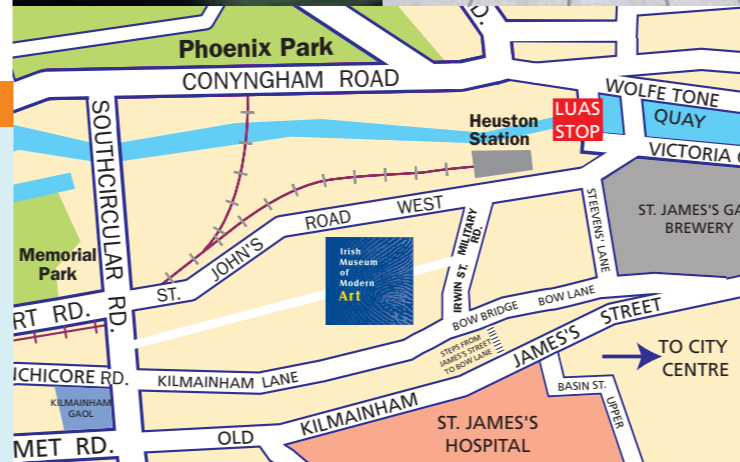 D.
Phoenix Park
CONYNGHAM ROAD
WOLFE TONE
QUAY
LUAS
STOP
Heuston
Station
VICTORIA
SOUTHCIRCULAR RD.
ST. JAMES'S GA
BREWERY
STEEVENS' LANE
MILITARY
RD.
IRWIN ST.
ST. JOHN'S ROAD WEST
Irish
Museum
of
Modern
Art
Memorial
Park
RT RD.
BOW BRIDGE
BOW LANE
STEPS FROM
JAMES'S STREET
TO BOW LANE
JAMES'S STREET
TO CITY
CENTRE
ICHICORE RD.
KILMAINHAM LANE
KILMAINHAM
GAOL
BASIN ST.
UPPER
OLD KILMAINHAM
ST. JAMES'S
HOSPITAL
MET RD.